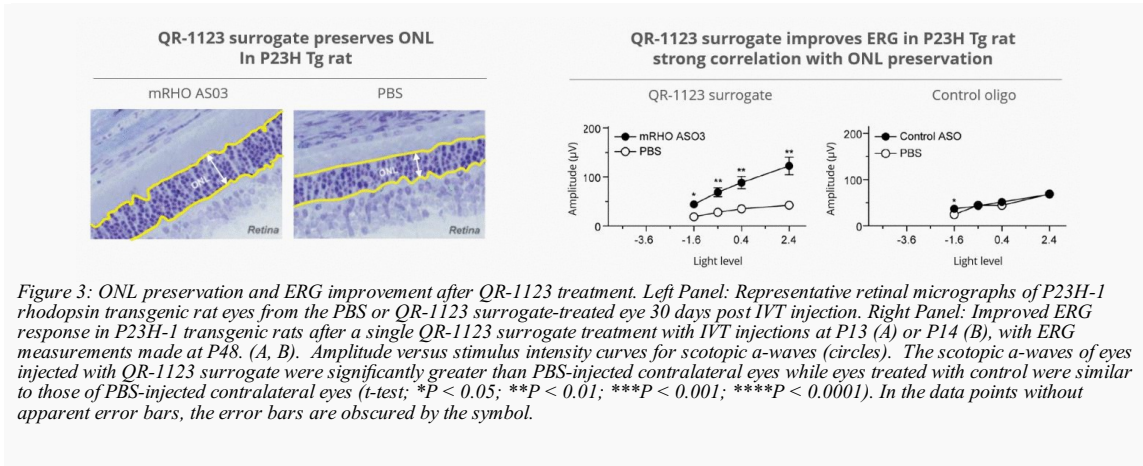 QR-1123 surrogate preserves ONL
In P23H Tg rat
mRHO AS03
PBS
ONL
Retina
ONL
Retina
QR-1123 surrogate improves ERG in P23H Tg rat
strong correlation with ONL preservation
QR-1123 surrogate
Control oligo
Amplitude (µV)
200
100
0
mRHO ASO3
PBS
*
**
**
**
-3.6
-1.6
0.4
2.4
Light level
Amplitude (µV)
200
100
0
Control ASO
PBS
*
-3.6
-1.6
0.4
2.4
Light level
Figure 3: ONL preservation and ERG improvement after QR-1123 treatment. Left Panel: Representative retinal micrographs of P23H-1
rhodopsin transgenic rat eyes from the PBS or QR-1123 surrogate-treated eye 30 days post IVT injection. Right Panel: Improved ERG
response in P23H-1 transgenic rats after a single QR-1123 surrogate treatment with IVT injections at P13 (A) or P14 (B), with ERG
measurements made at P48. (A, B).  Amplitude versus stimulus intensity curves for scotopic a-waves (circles).  The scotopic a-waves of eyes
injected with QR-1123 surrogate were significantly greater than PBS-injected contralateral eyes while eyes treated with control were similar
to those of PBS-injected contralateral eyes (t-test; *P < 0.05; **P < 0.01; ***P < 0.001; ****P < 0.0001). In the data points without
apparent error bars, the error bars are obscured by the symbol.